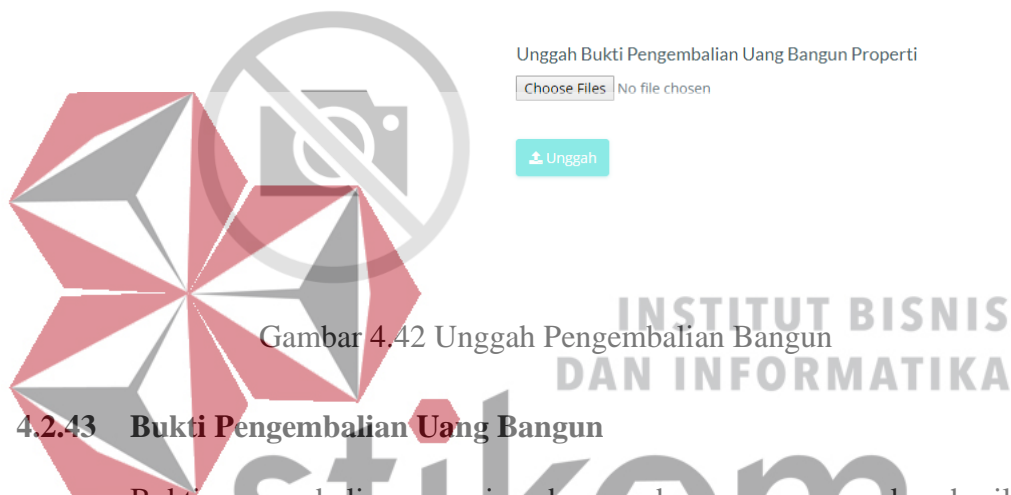 Unggah Bukti Pengembalian Uang Bangun Properti
Choose Files No file chosen
Unggah
Gambar 4.42 Unggah Pengembalian Bangun
INSTITUT BISNIS
DAN INFORMATIKA
4.2.43 Bukti Pengembalian Uang Bangun
stikom